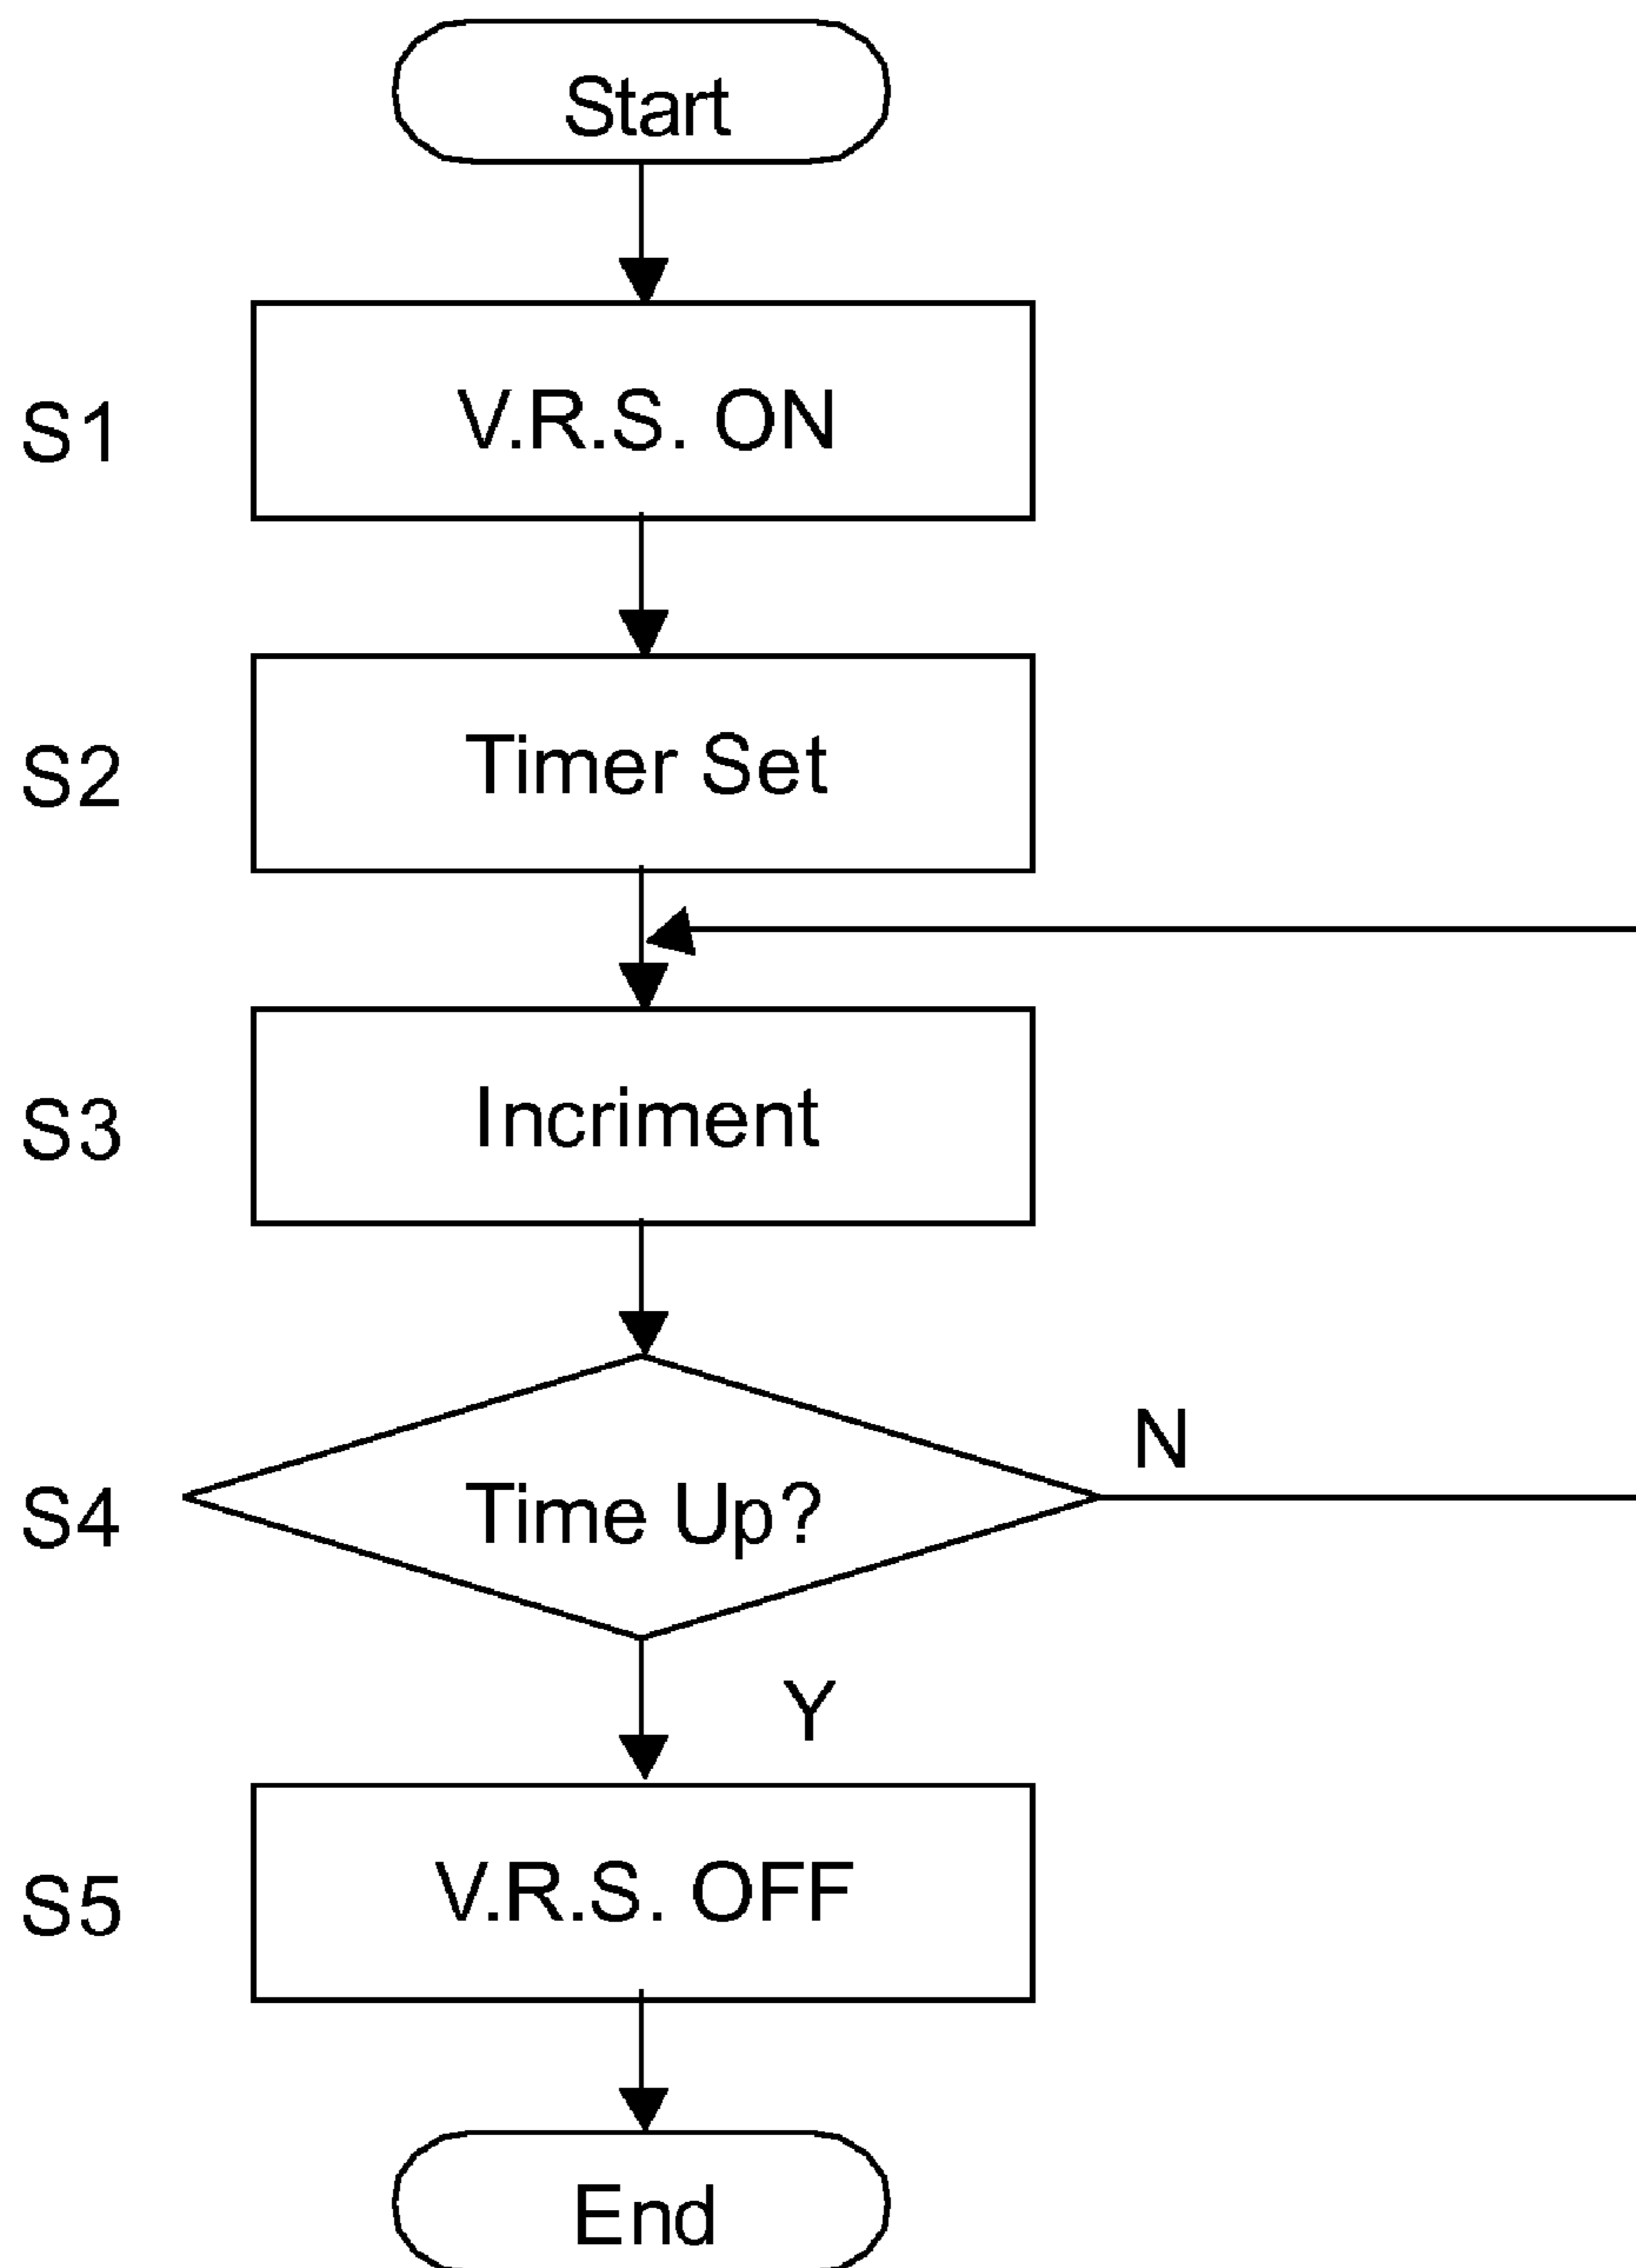 Start
S1
V.R.S. ON
S2
Timer Set
S3
Incriment
S4
Time Up?
N
Y
S5
V.R.S. OFF
End